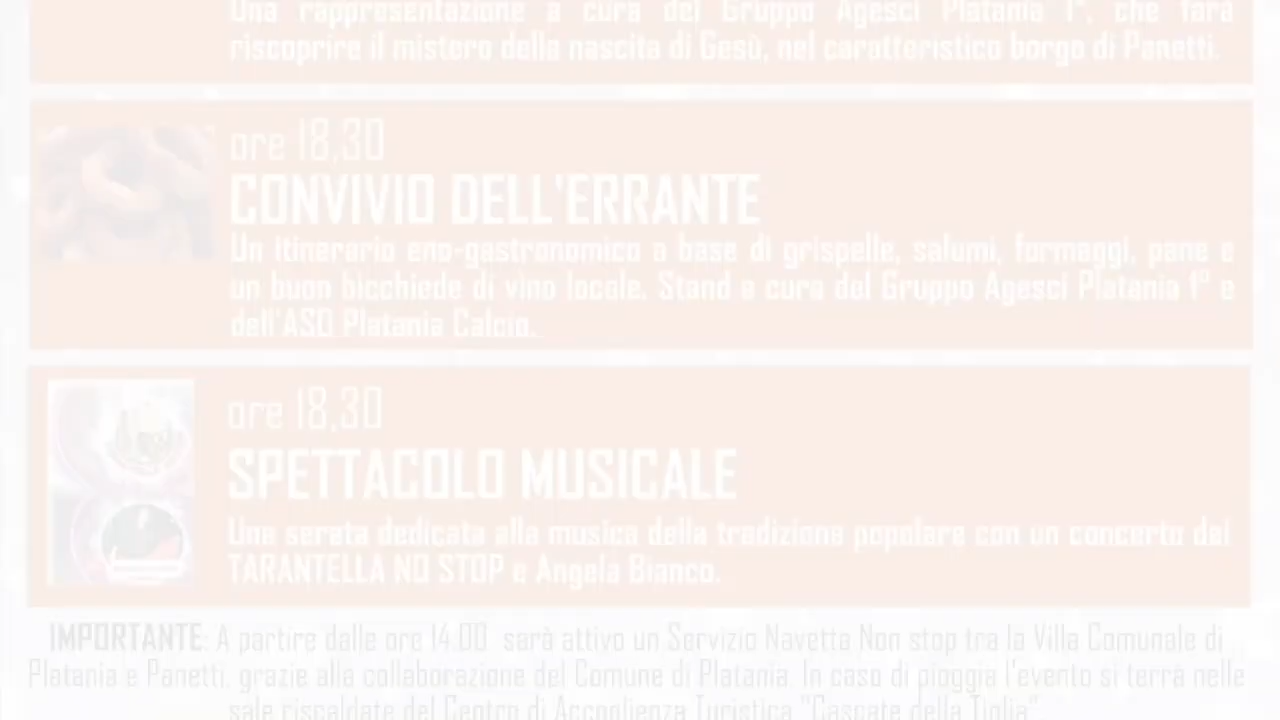 Una rappresentazione a cura del Gruppo Agesci Platania 1°, che farà
riscoprire il mistero della nascita di Gesù, nel caratteristico borgo di Panetti.
ore 18,30
CONVIVIO DELL'ERRANTE
Un itinerario eno-gastronomico a base di grispelle, salumi, formaggi, pane e
un buon bicchiede di vino locale. Stand a cura del Gruppo Agesci Platania 1° e
dell'ASD Platania Calcio.
ore 18,30
SPETTACOLO MUSICALE
Una serata dedicata alla musica della tradizione popolare con un concerto dei
TARANTELLA NO STOP e Angela Bianco.
IMPORTANTE: A partire dalle ore 14:00 sarà attivo un Servizio Navetta Non stop tra la Villa Comunale di
Platania e Panetti, grazie alla collaborazione del Comune di Platania. In caso di pioggia l'evento si terrà nelle
sale riscaldate del Centro di Accoglienza Turistica "Cascate della Tiglia"